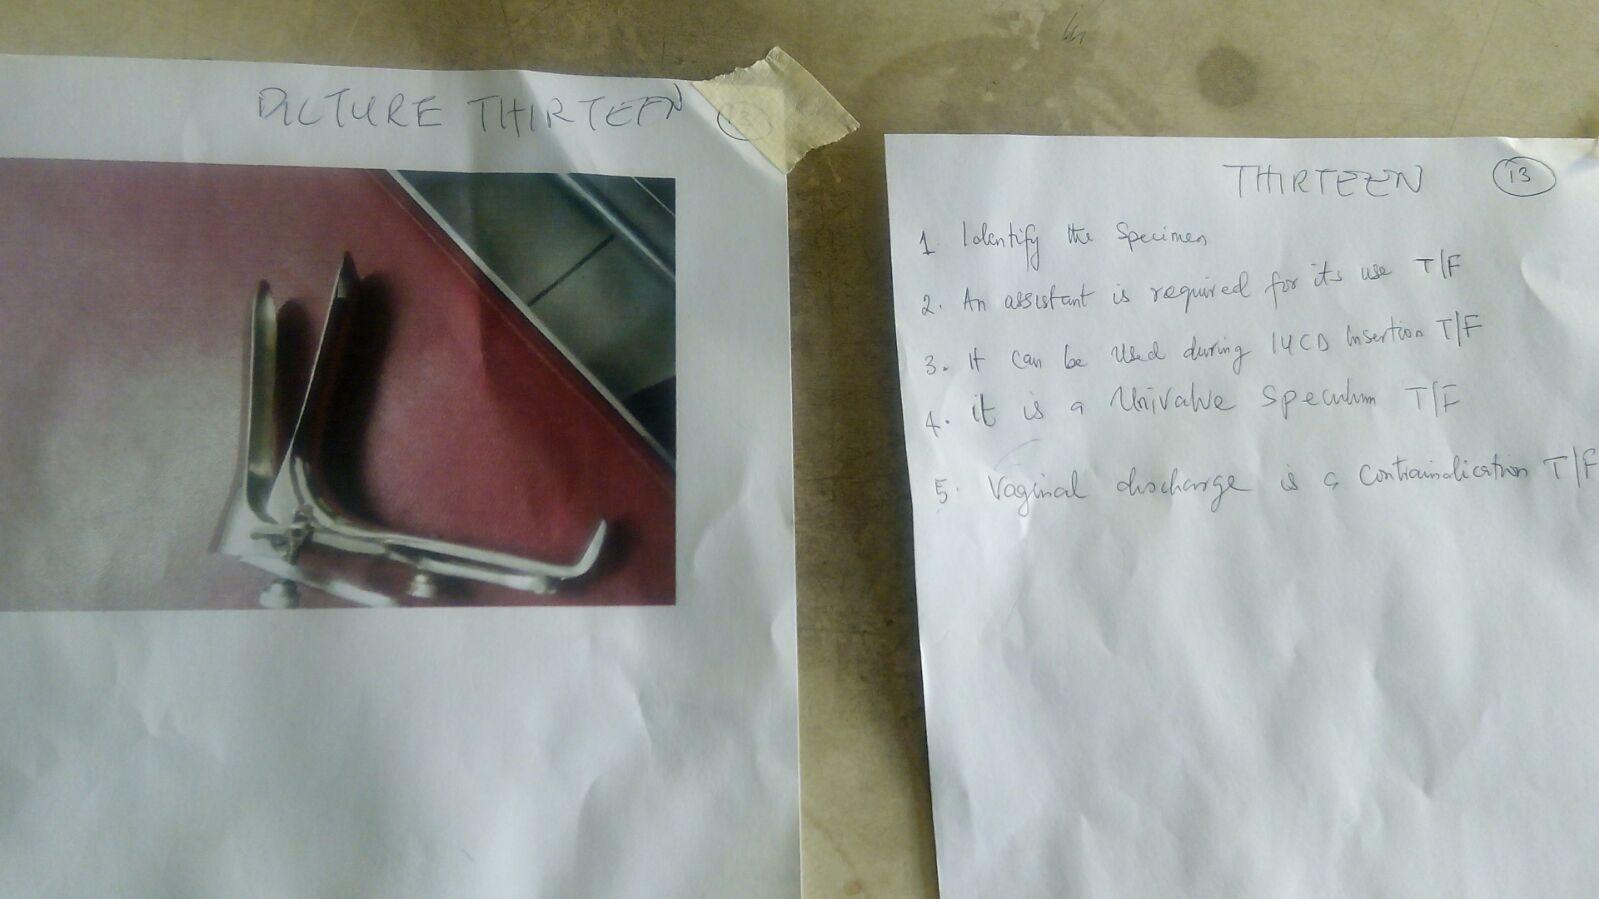 PICTURE THIRTEEN 13
THIRTEEN 13
1 Identify the Specimen
2. An assistant is required for its use T/F
3. It can be used during IUCD Insertion T/F
4. it is a Univalve Speculum T/F
5. Vaginal discharge is a Contraindication T/F